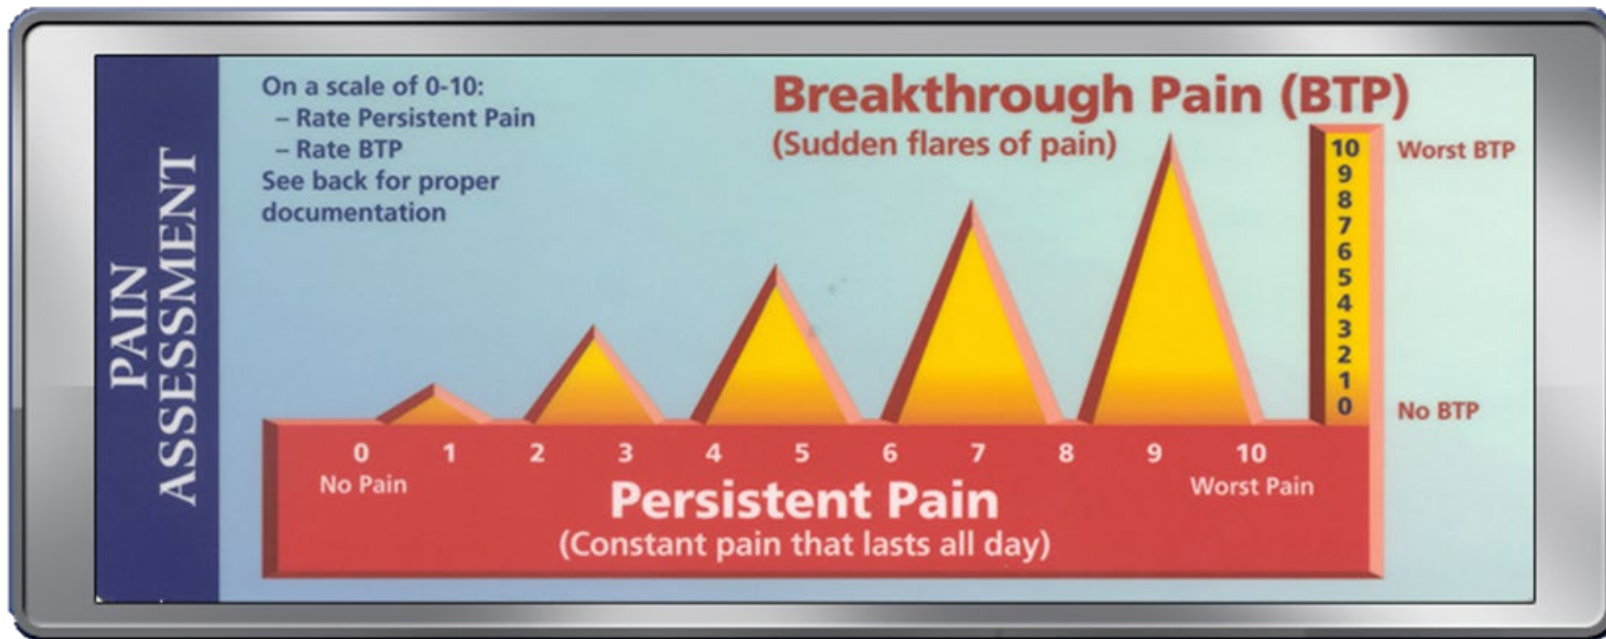 PAIN
ASSESSMENT
On a scale of 0-10:
– Rate Persistent Pain
– Rate BTP
See back for proper
documentation
Breakthrough Pain (BTP)
(Sudden flares of pain)
10 Worst BTP
9
8
7
6
5
4
3
2
1
0 No BTP
0 1 2 3 4 5 6 7 8 9 10
No Pain Worst Pain
Persistent Pain
(Constant pain that lasts all day)